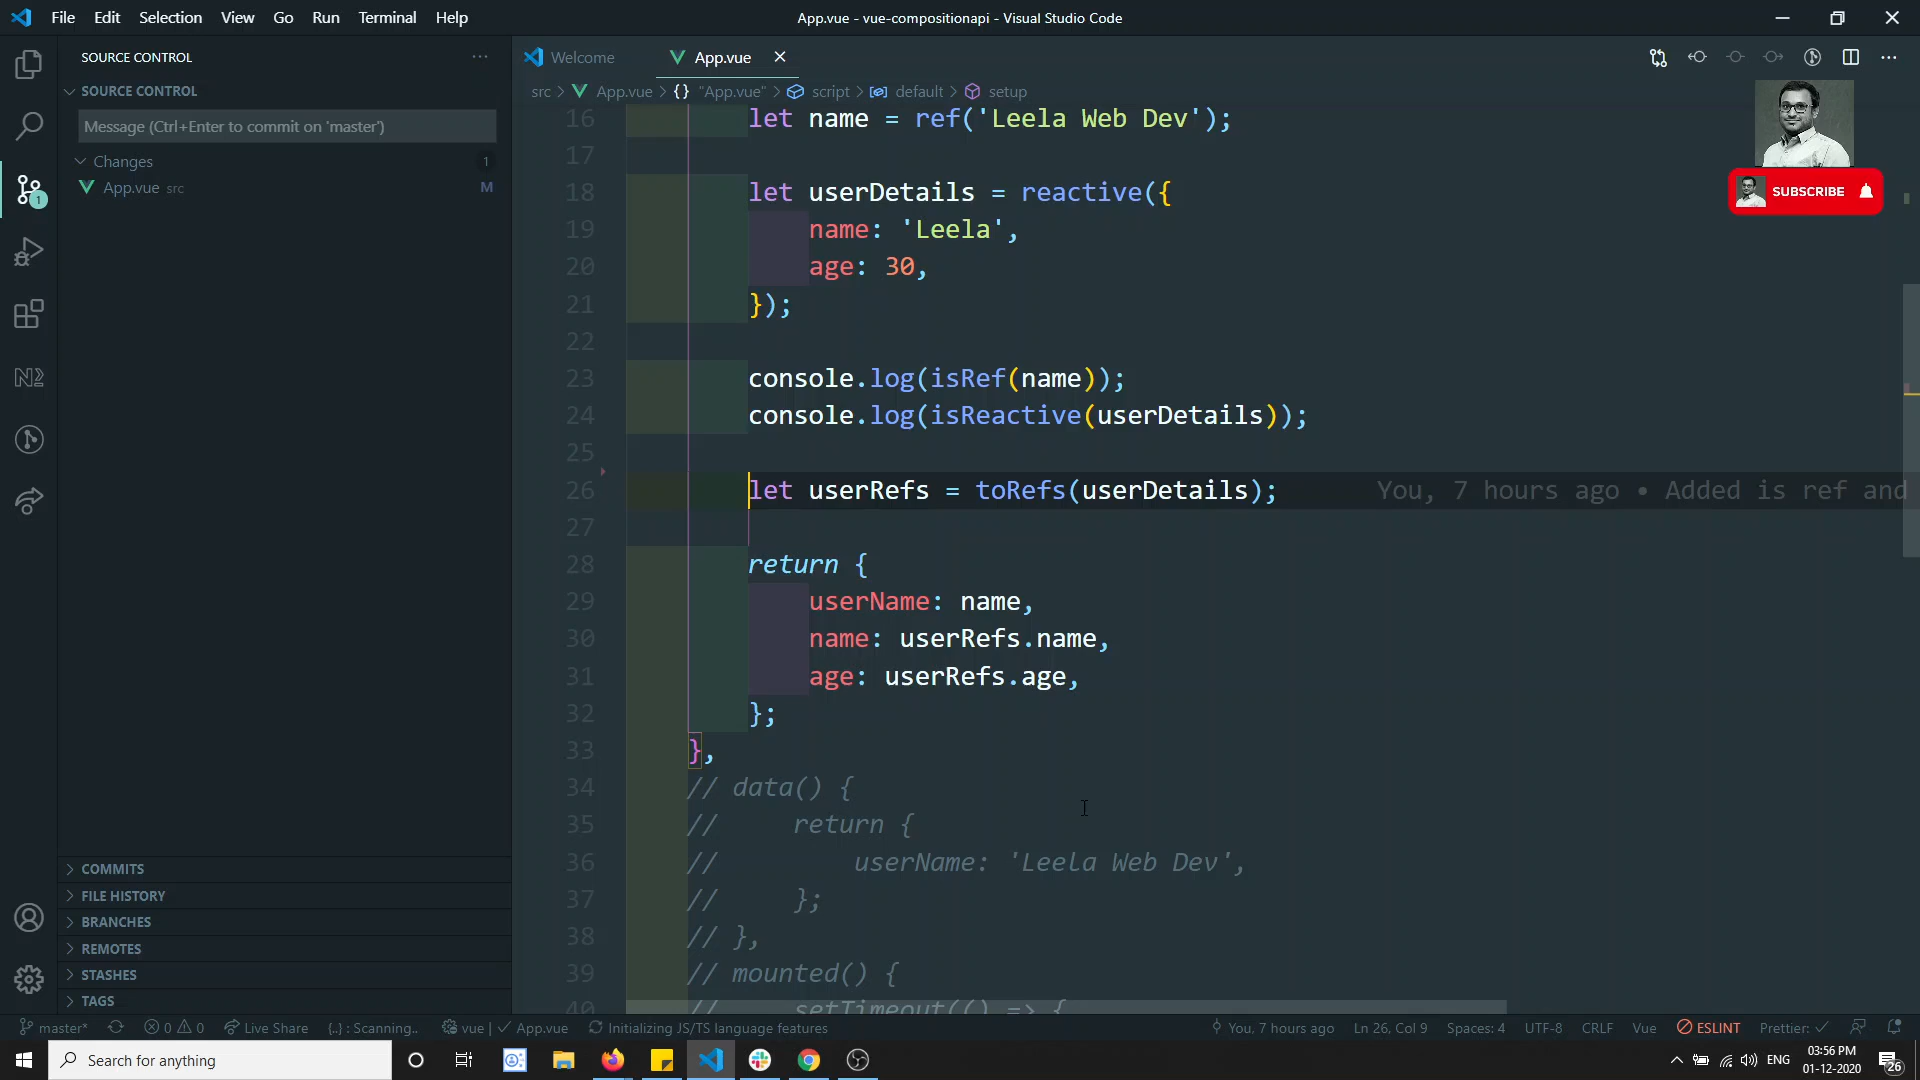 File Edit Selection View Go Run Terminal Help
App.vue - vue-compositionapi - Visual Studio Code
SOURCE CONTROL
SOURCE CONTROL
Message (Ctrl+Enter to commit on 'master')
Changes 1
App.vue src M
1
COMMITS
FILE HISTORY
BRANCHES
REMOTES
STASHES
TAGS
Welcome App.vue
src > App.vue > {} "App.vue" > script > default > setup
SUBSCRIBE
16 let name = ref('Leela Web Dev');
17
18 let userDetails = reactive({
19 name: 'Leela',
20 age: 30,
21 });
22
23 console.log(isRef(name));
24 console.log(isReactive(userDetails));
25
26 let userRefs = toRefs(userDetails); You, 7 hours ago • Added is ref and
27
28 return {
29 userName: name,
30 name: userRefs.name,
31 age: userRefs.age,
32 };
33 },
34 // data() {
35 // return {
36 // userName: 'Leela Web Dev',
37 // };
38 // },
39 // mounted() {
40 // setTimeout(() => {
master* 0 0 Live Share {..} : Scanning.. vue | App.vue Initializing JS/TS language features You, 7 hours ago Ln 26, Col 9 Spaces: 4 UTF-8 CRLF Vue ESLINT Prettier:
Search for anything
ENG
03:56 PM
01-12-2020
26